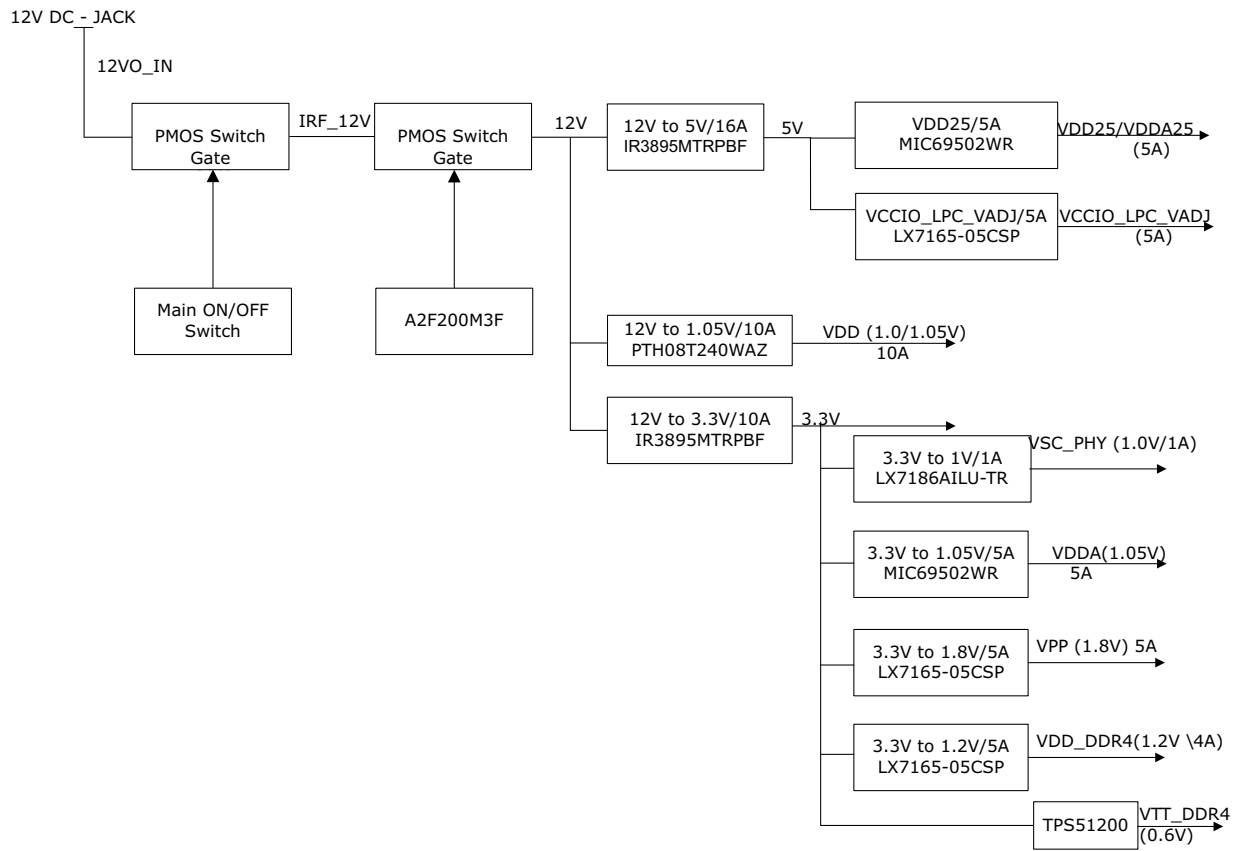 12V DC - JACK
12VO_IN
PMOS Switch
Gate
IRF_12V
PMOS Switch
Gate
12V
12V to 5V/16A
IR3895MTRPBF
5V
VDD25/5A
MIC69502WR
VDD25/VDDA25
(5A)
VCCIO_LPC_VADJ/5A
LX7165-05CSP
VCCIO_LPC_VADJ
(5A)
Main ON/OFF
Switch
A2F200M3F
12V to 1.05V/10A
PTH08T240WAZ
VDD (1.0/1.05V)
10A
12V to 3.3V/10A
IR3895MTRPBF
3.3V
3.3V to 1V/1A
LX7186AILU-TR
VSC_PHY (1.0V/1A)
3.3V to 1.05V/5A
MIC69502WR
VDDA(1.05V)
5A
3.3V to 1.8V/5A
LX7165-05CSP
VPP (1.8V) 5A
3.3V to 1.2V/5A
LX7165-05CSP
VDD_DDR4(1.2V \4A)
TPS51200
VTT_DDR4
(0.6V)